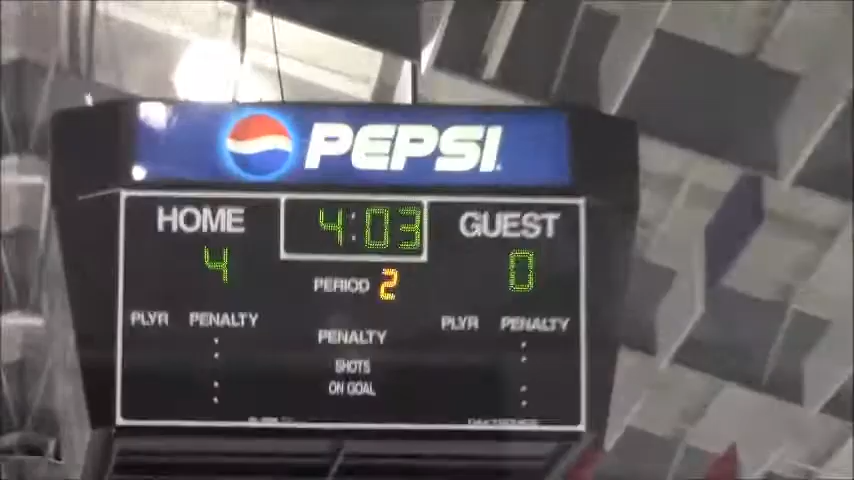 PEPSI
HOME 4:03 GUEST
4 0
PERIOD 2
PLYR PENALTY PLYR PENALTY
PENALTY
SHOTS
ON GOAL